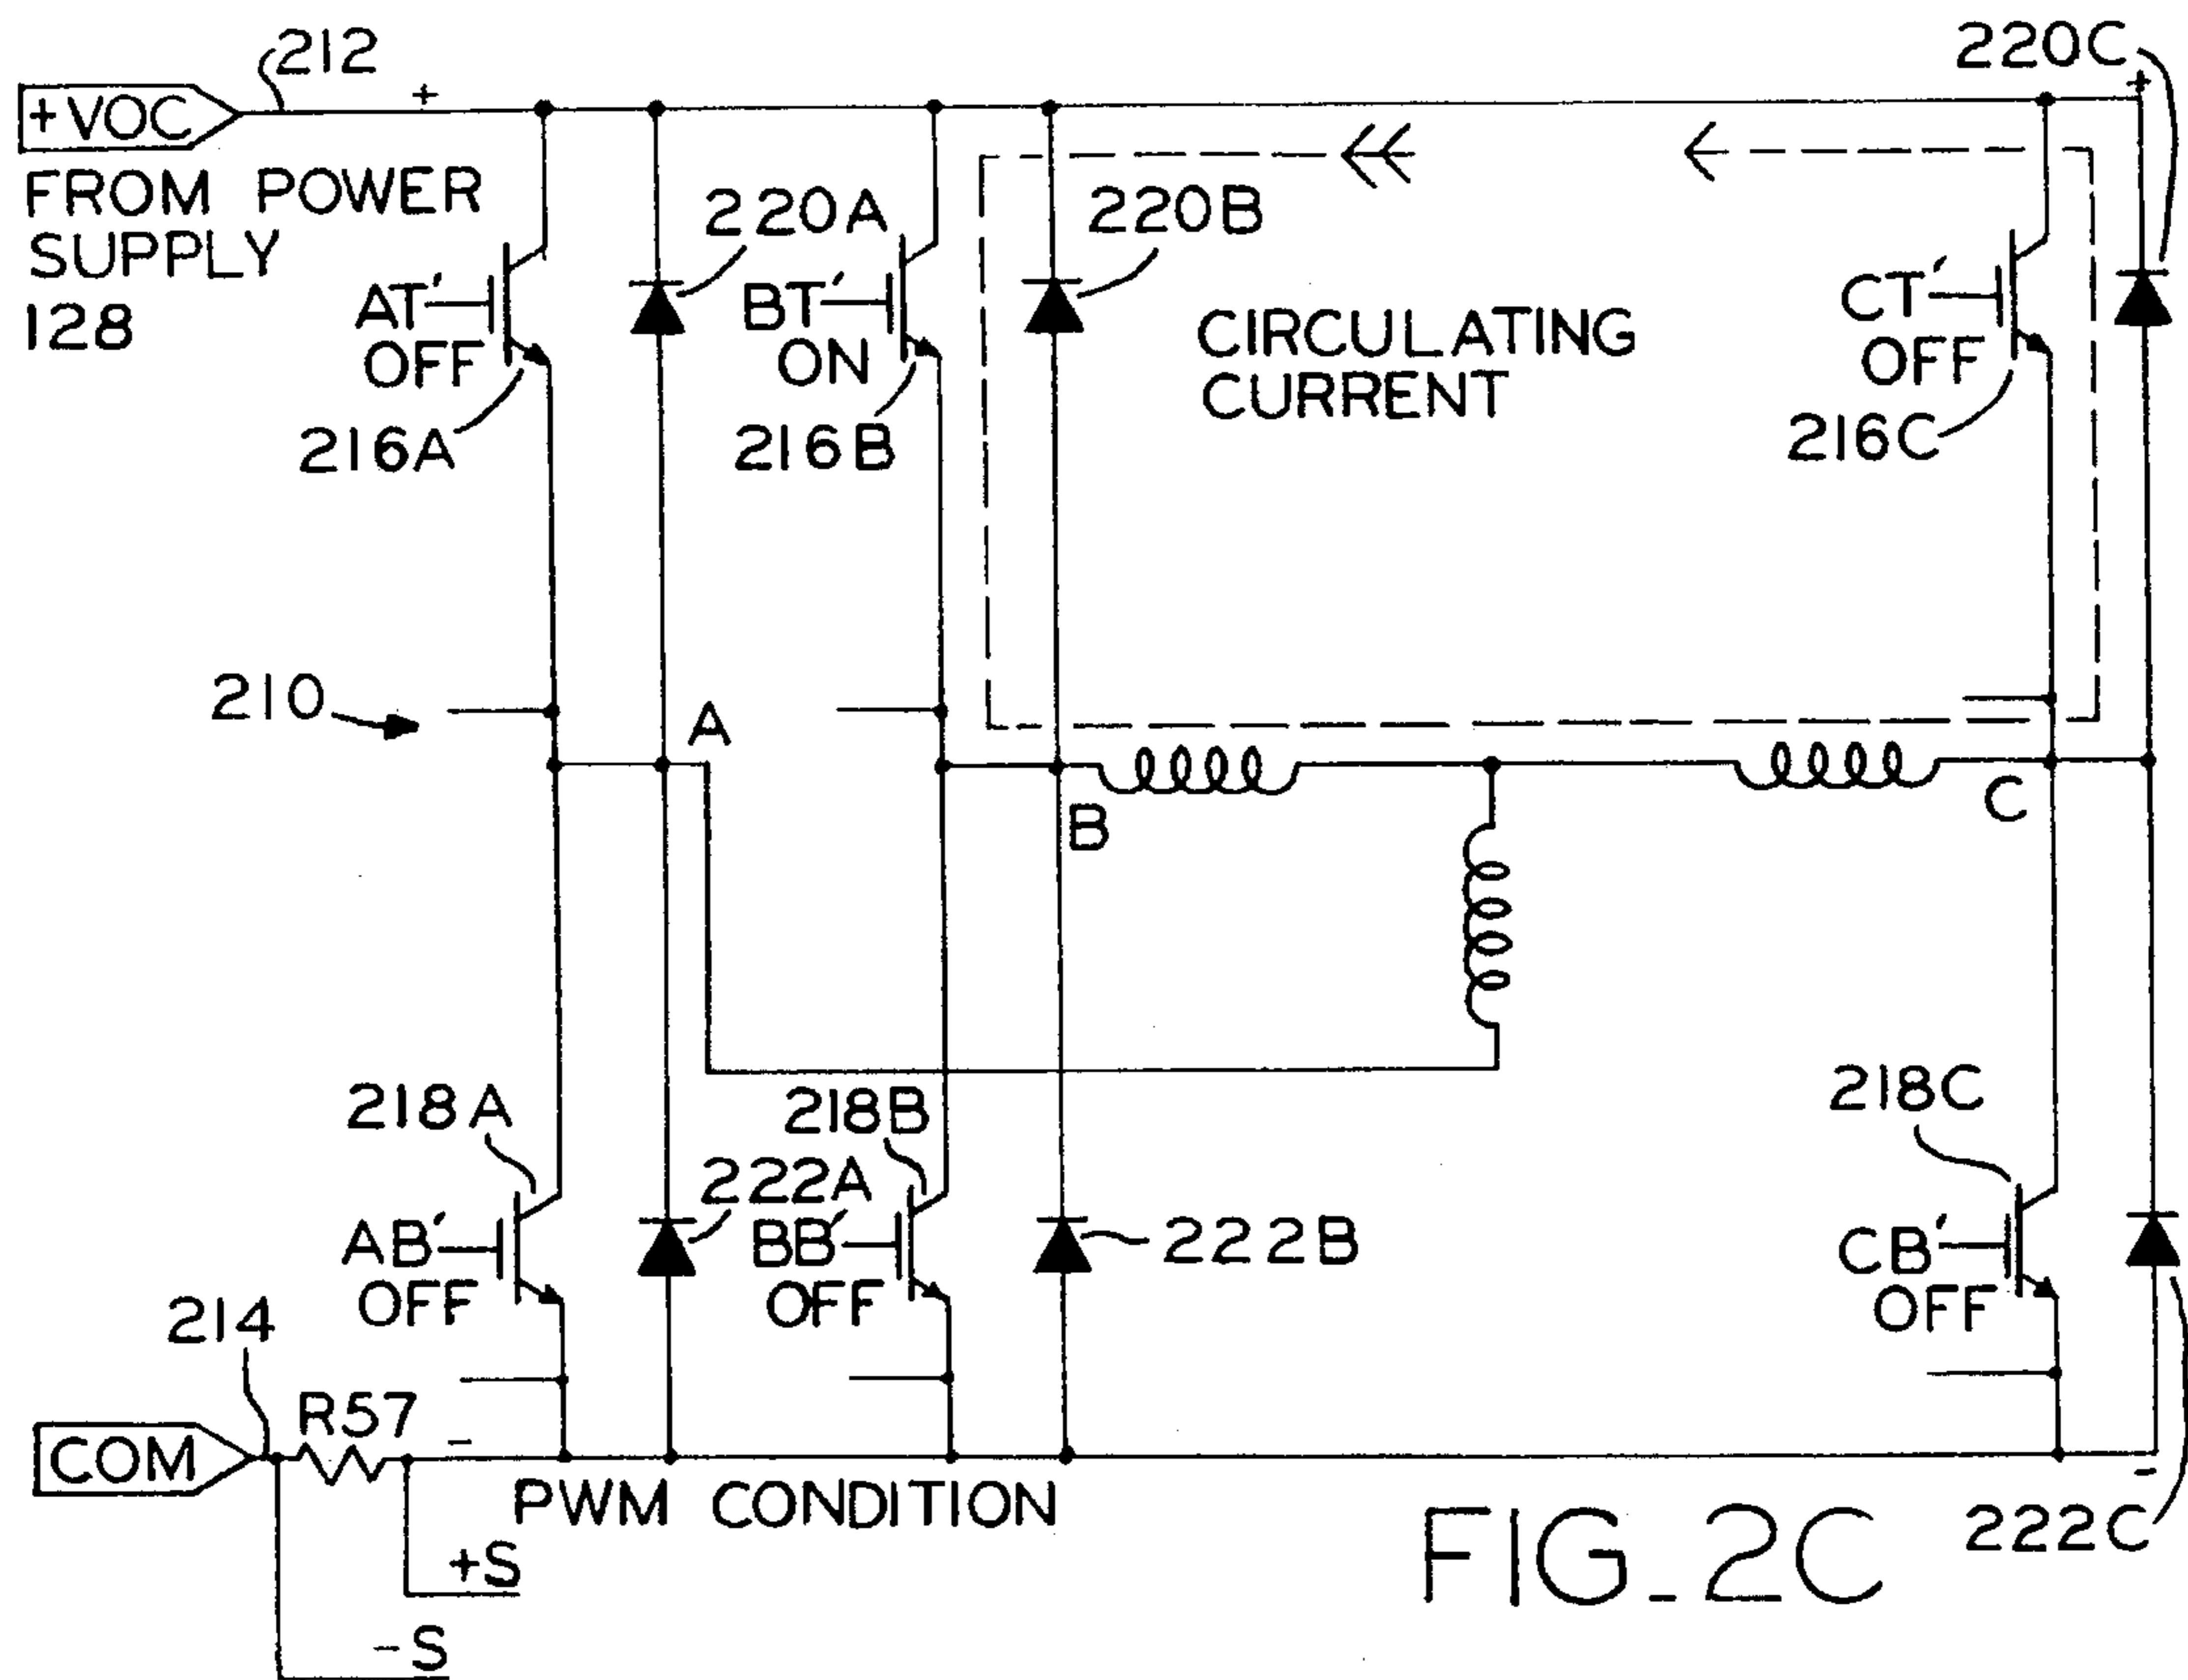 212
220C
+VOC
+
+
FROM POWER
SUPPLY
128
220A
220B
AT′
OFF
BT′
ON
CIRCULATING
CURRENT
CT′
OFF
216A
216B
216C
210
A
B
C
218A
218B
218C
222A
AB′
OFF
BB′
OFF
222B
CB′
OFF
214
R57
COM
-
-
PWM CONDITION
+S
-S
FIG_2C
222C